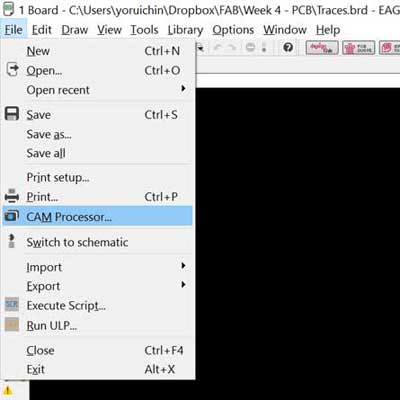 1 Board - C:\Users\yoruichin\Dropbox\FAB\Week 4 - PCB\Traces.brd - EAG
File Edit Draw View Tools Library Options Window Help
New Ctrl+N
Open... Ctrl+O
Open recent
Save Ctrl+S
Save as...
Save all
Print setup...
Print... Ctrl+P
CAM Processor...
Switch to schematic
Import
Export
SCR Execute Script...
Run ULP...
Close Ctrl+F4
Exit Alt+X